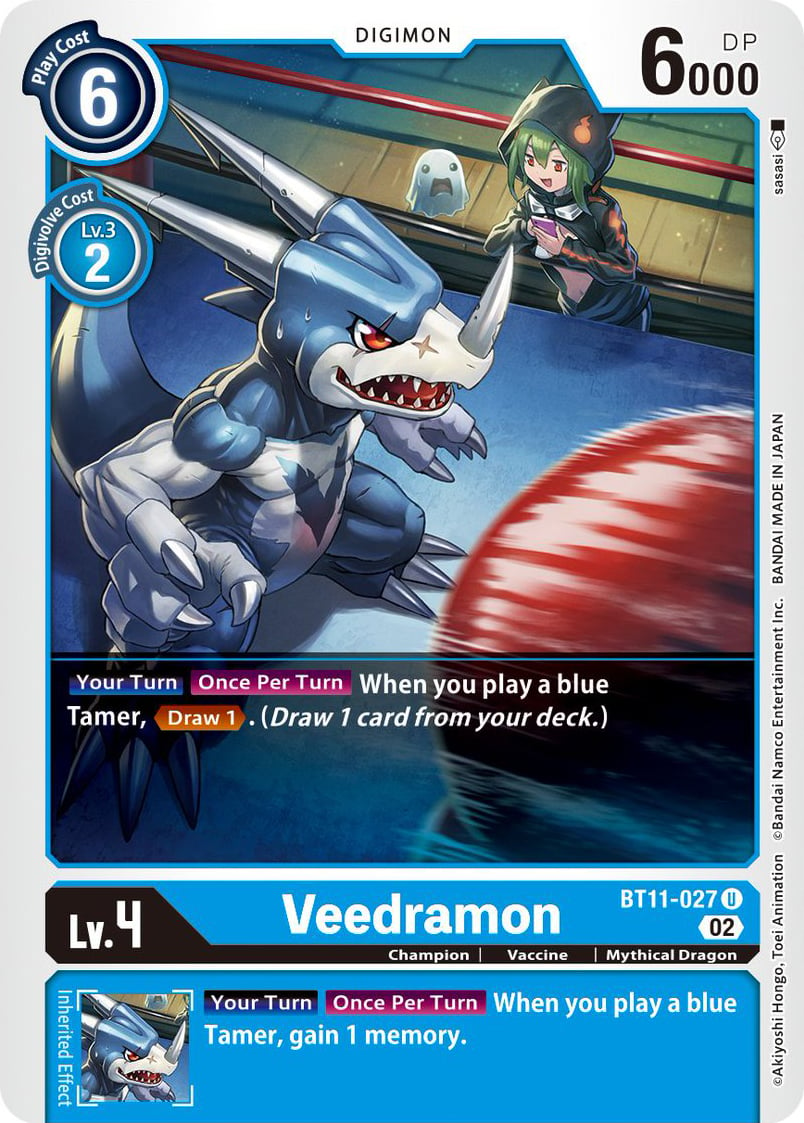 DIGIMON
Play Cost
6
6000
DP
Digivolve Cost
Lv.3
2
sasasi
Your Turn Once Per Turn When you play a blue
Tamer, Draw 1. (Draw 1 card from your deck.)
Lv.4
Veedramon
BT11-027 U
02
Champion | Vaccine | Mythical Dragon
Inherited Effect
Your Turn Once Per Turn When you play a blue
Tamer, gain 1 memory.
©Akiyoshi Hongo, Toei Animation ©Bandai Namco Entertainment Inc. BANDAI MADE IN JAPAN